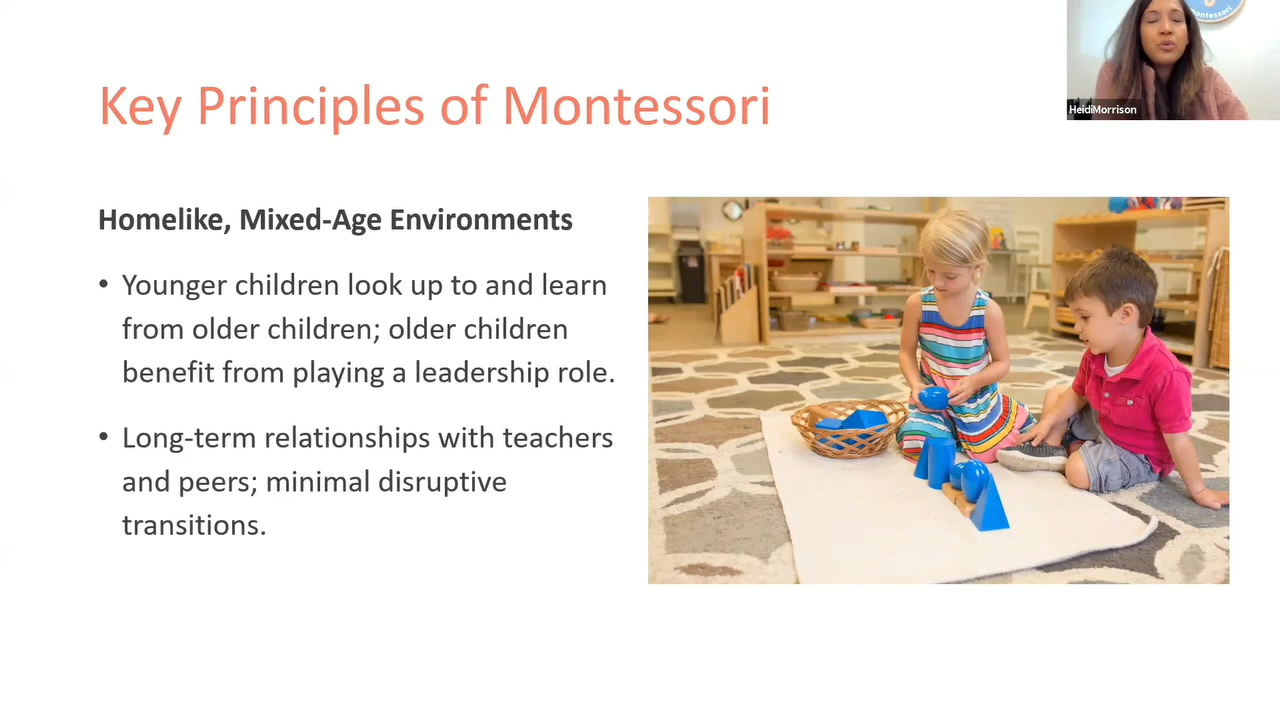 Key Principles of Montessori
montessori
HeidiMorrison
Homelike, Mixed-Age Environments
• Younger children look up to and learn
from older children; older children
benefit from playing a leadership role.
• Long-term relationships with teachers
and peers; minimal disruptive
transitions.